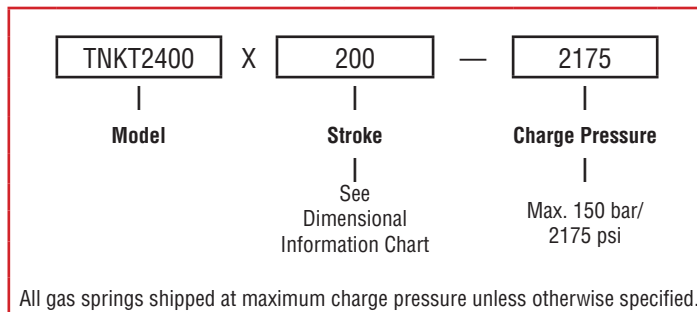 TNKT2400 X 200 — 2175
Model Stroke Charge Pressure
See
Dimensional
Information Chart
Max. 150 bar/
2175 psi
All gas springs shipped at maximum charge pressure unless otherwise specified.